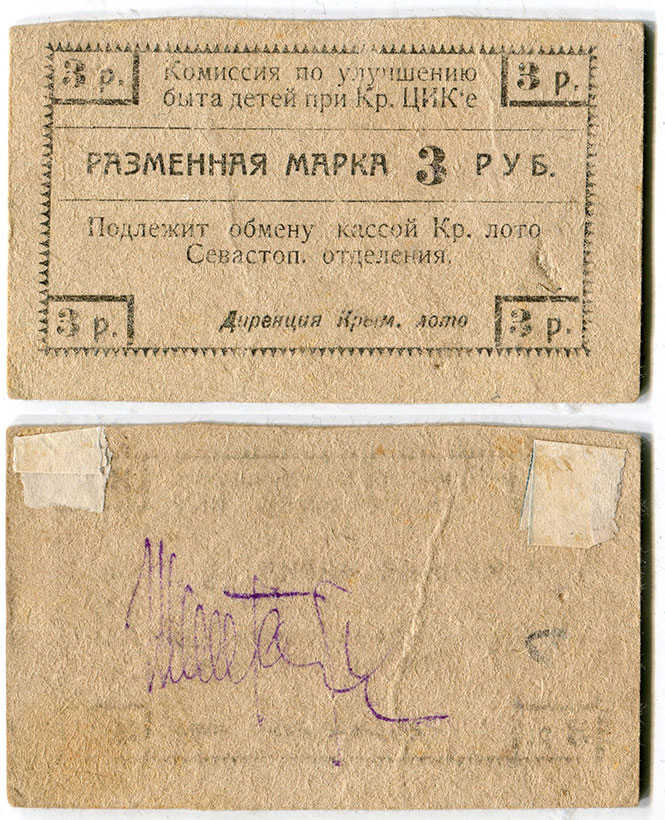 3 р.
Комиссия по улучшению
быта детей при Кр. ЦИК‘е
3 р.
РАЗМЕННАЯ МАРКА 3 РУБ.
Подлежит обмену кассой Кр. лото
Севастоп. отделения.
3 р.
Дирекция Крым. лото
3 р.